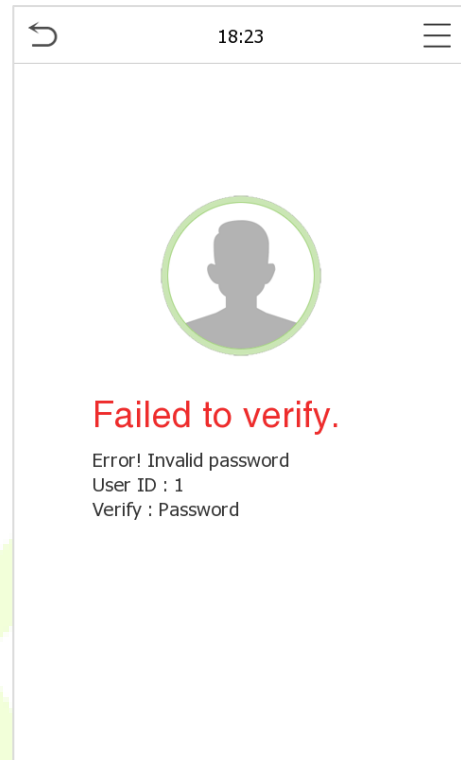 18:23
Failed to verify.
Error! Invalid password
User ID : 1
Verify : Password